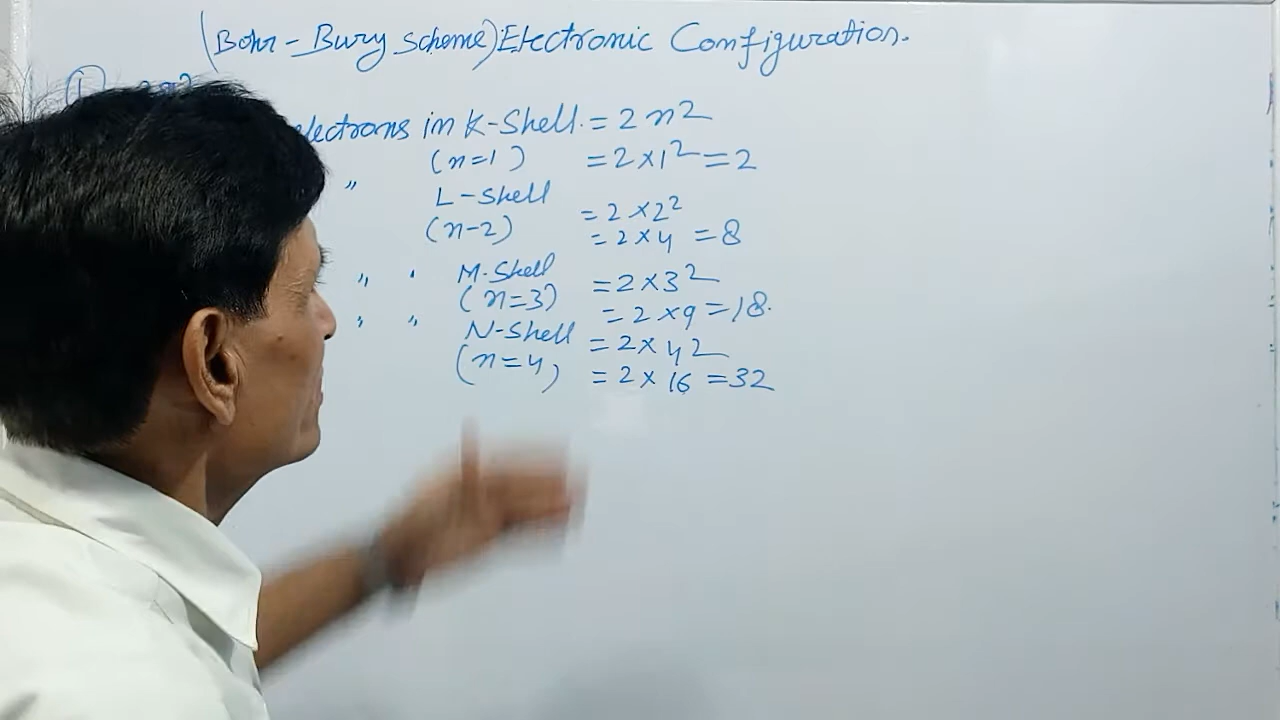 (Bohr-Bury Scheme) Electronic Configuration.
①
electrons in K-Shell. = 2n²
(n=1) = 2×1² = 2
" L-Shell = 2×2²
(n-2) = 2×4 = 8
" ' M.Shell = 2×3²
(n=3) = 2×9 = 18.
" " N-Shell = 2×42
(n=4) = 2×16 = 32